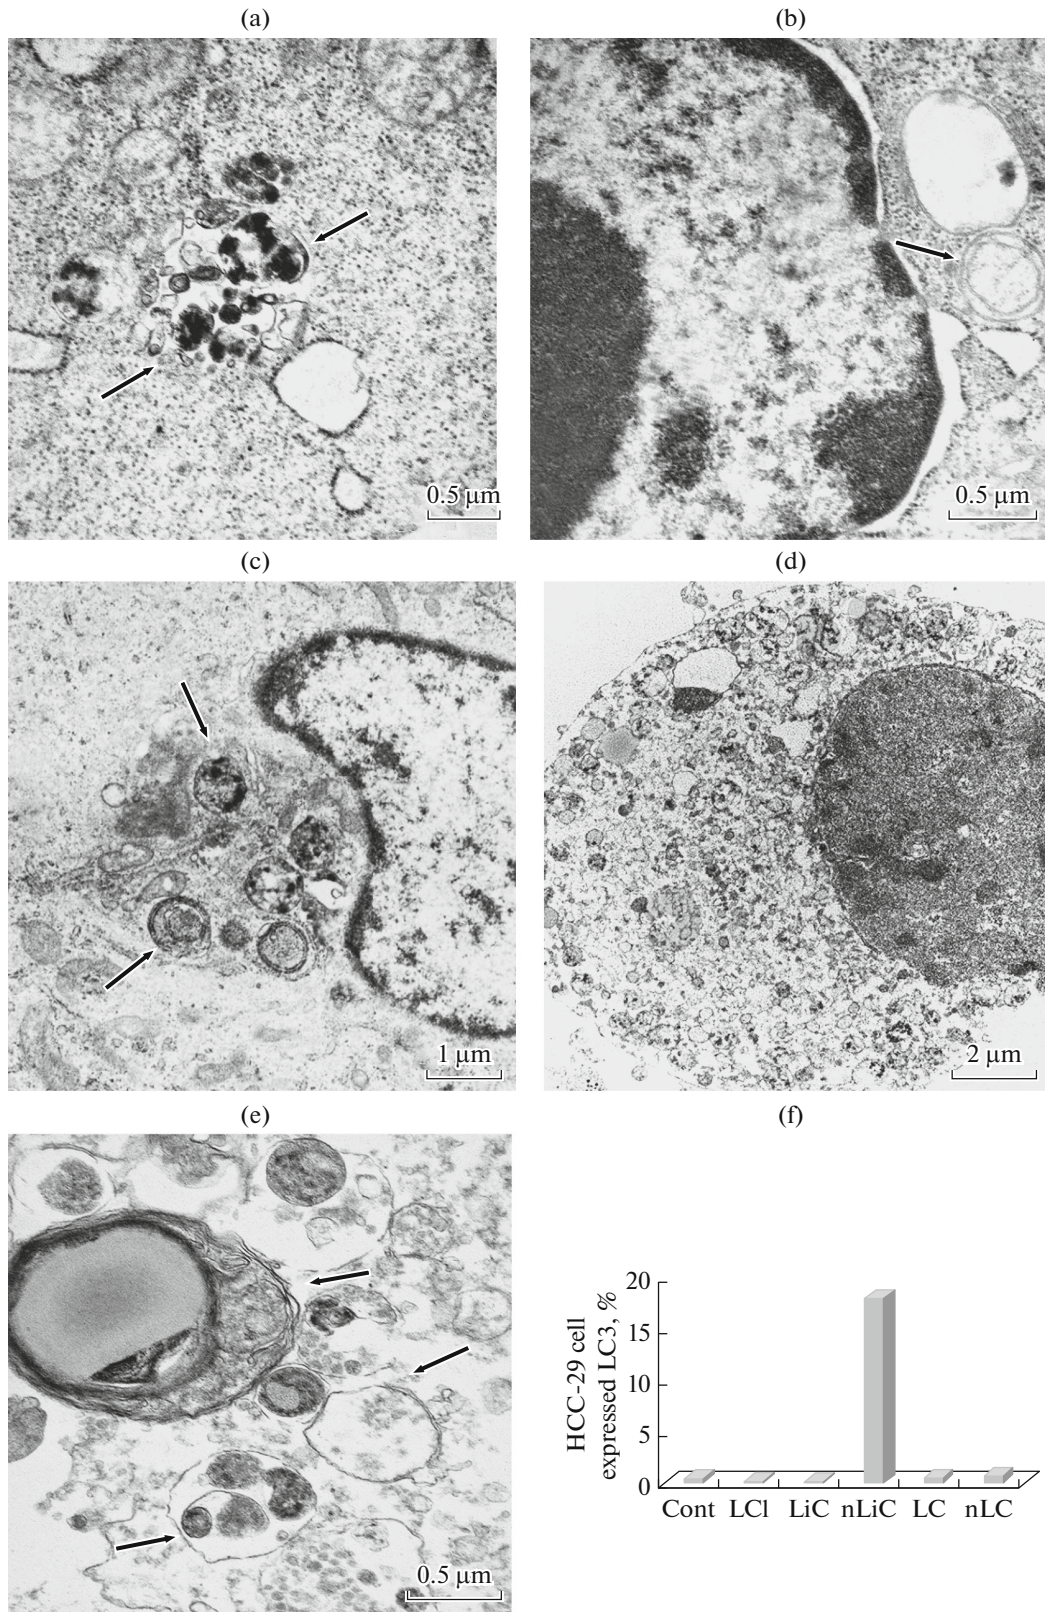 (a)
(b)
0.5 µm
0.5 µm
(c)
(d)
1 µm
2 µm
(e)
(f)
0.5 µm
HCC-29 cell
expressed LC3, %
20
15
10
5
0
Cont LCl LiC nLiC LC nLC